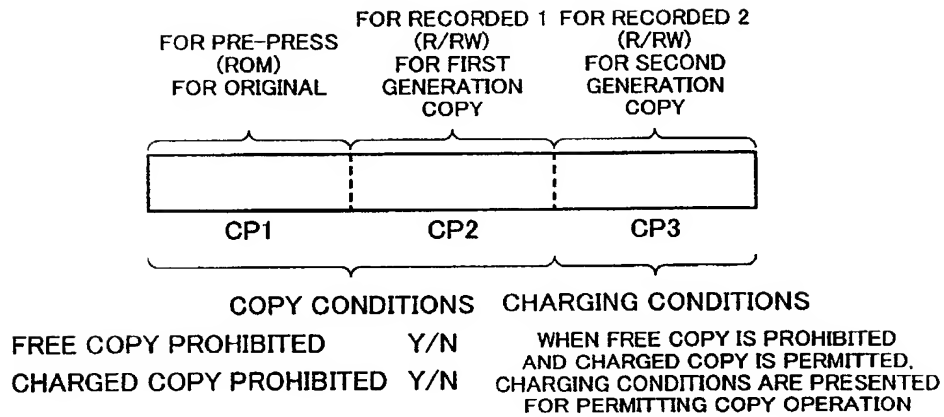 FOR PRE-PRESS
(ROM)
FOR ORIGINAL
FOR RECORDED 1
(R/RW)
FOR FIRST
GENERATION
COPY
FOR RECORDED 2
(R/RW)
FOR SECOND
GENERATION
COPY
CP1
CP2
CP3
COPY CONDITIONS
FREE COPY PROHIBITED Y/N
CHARGED COPY PROHIBITED Y/N
CHARGING CONDITIONS
WHEN FREE COPY IS PROHIBITED
AND CHARGED COPY IS PERMITTED,
CHARGING CONDITIONS ARE PRESENTED
FOR PERMITTING COPY OPERATION